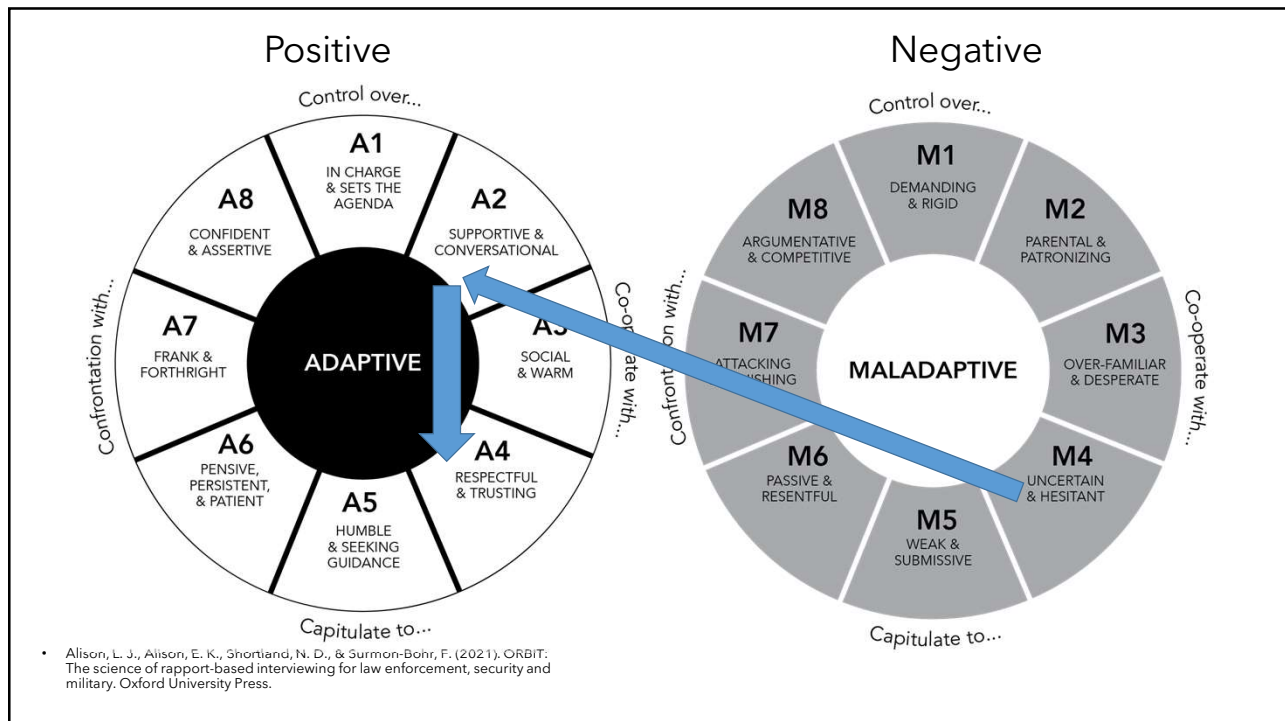 Positive
Control over...
A1
IN CHARGE
& SETS THE
AGENDA
A2
SUPPORTIVE &
CONVERSATIONAL
A3
SOCIAL
& WARM
A4
RESPECTFUL
& TRUSTING
A5
HUMBLE
& SEEKING
GUIDANCE
A6
PENSIVE,
PERSISTENT,
& PATIENT
A7
FRANK &
FORTHRIGHT
A8
CONFIDENT
& ASSERTIVE
ADAPTIVE
Confrontation with...
Co-operate with...
Capitulate to...
Negative
Control over...
M1
DEMANDING
& RIGID
M2
PARENTAL &
PATRONIZING
M3
OVER-FAMILIAR
& DESPERATE
M4
UNCERTAIN
& HESITANT
M5
WEAK &
SUBMISSIVE
M6
PASSIVE &
RESENTFUL
M7
ATTACKING
M8
ARGUMENTATIVE
& COMPETITIVE
MALADAPTIVE
Confrontation with...
Co-operate with...
Capitulate to...
• Alison, L. J., Alison, E. K., Shortland, N. D., & Surmon-Bohr, F. (2021). ORBIT:
The science of rapport-based interviewing for law enforcement, security and
military. Oxford University Press.